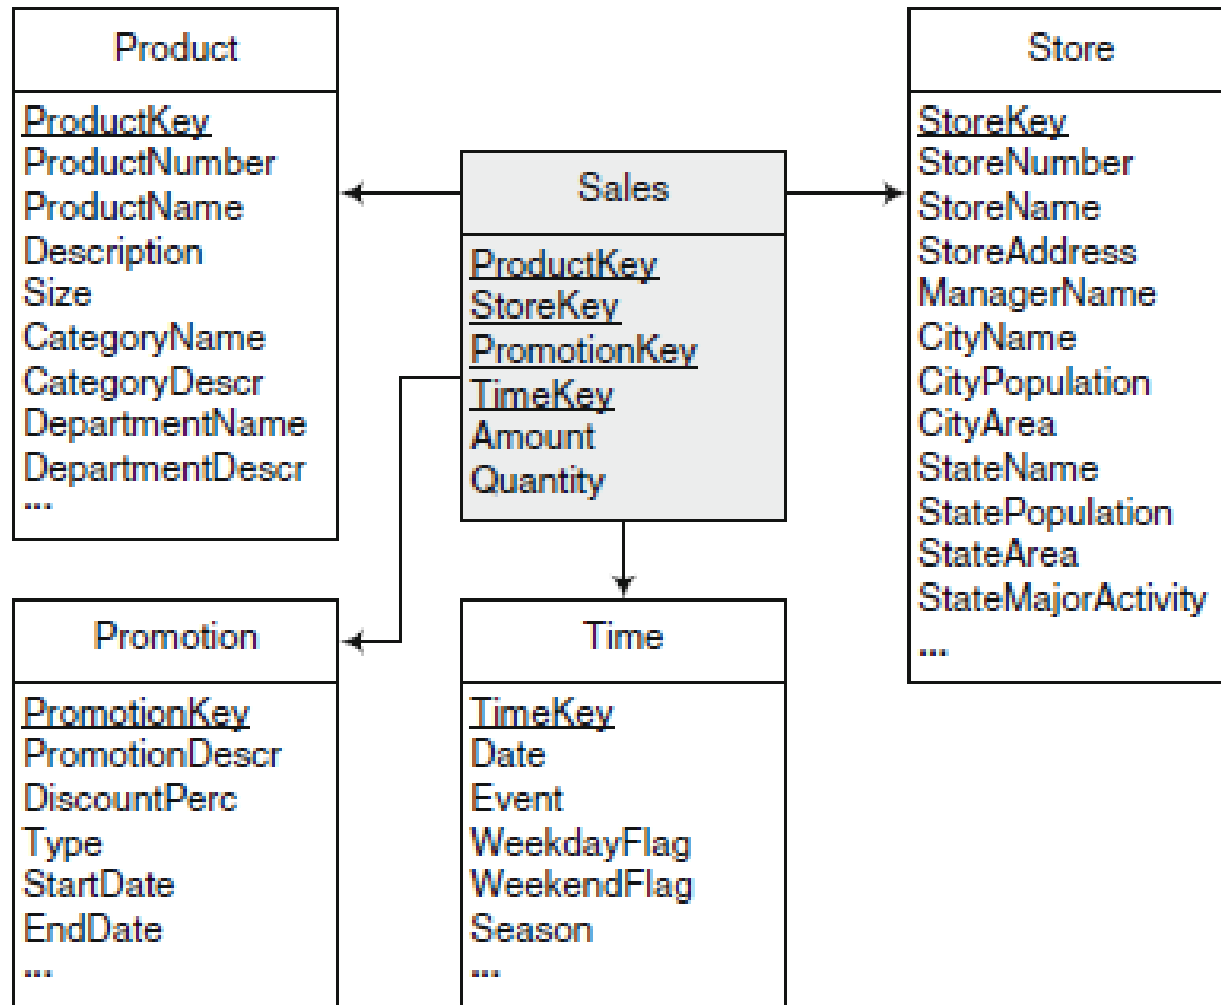 Product
ProductKey
ProductNumber
ProductName
Description
Size
CategoryName
CategoryDescr
DepartmentName
DepartmentDescr
...
Sales
ProductKey
StoreKey
PromotionKey
TimeKey
Amount
Quantity
Store
StoreKey
StoreNumber
StoreName
StoreAddress
ManagerName
CityName
CityPopulation
CityArea
StateName
StatePopulation
StateArea
StateMajorActivity
...
Promotion
PromotionKey
PromotionDescr
DiscountPerc
Type
StartDate
EndDate
...
Time
TimeKey
Date
Event
WeekdayFlag
WeekendFlag
Season
...